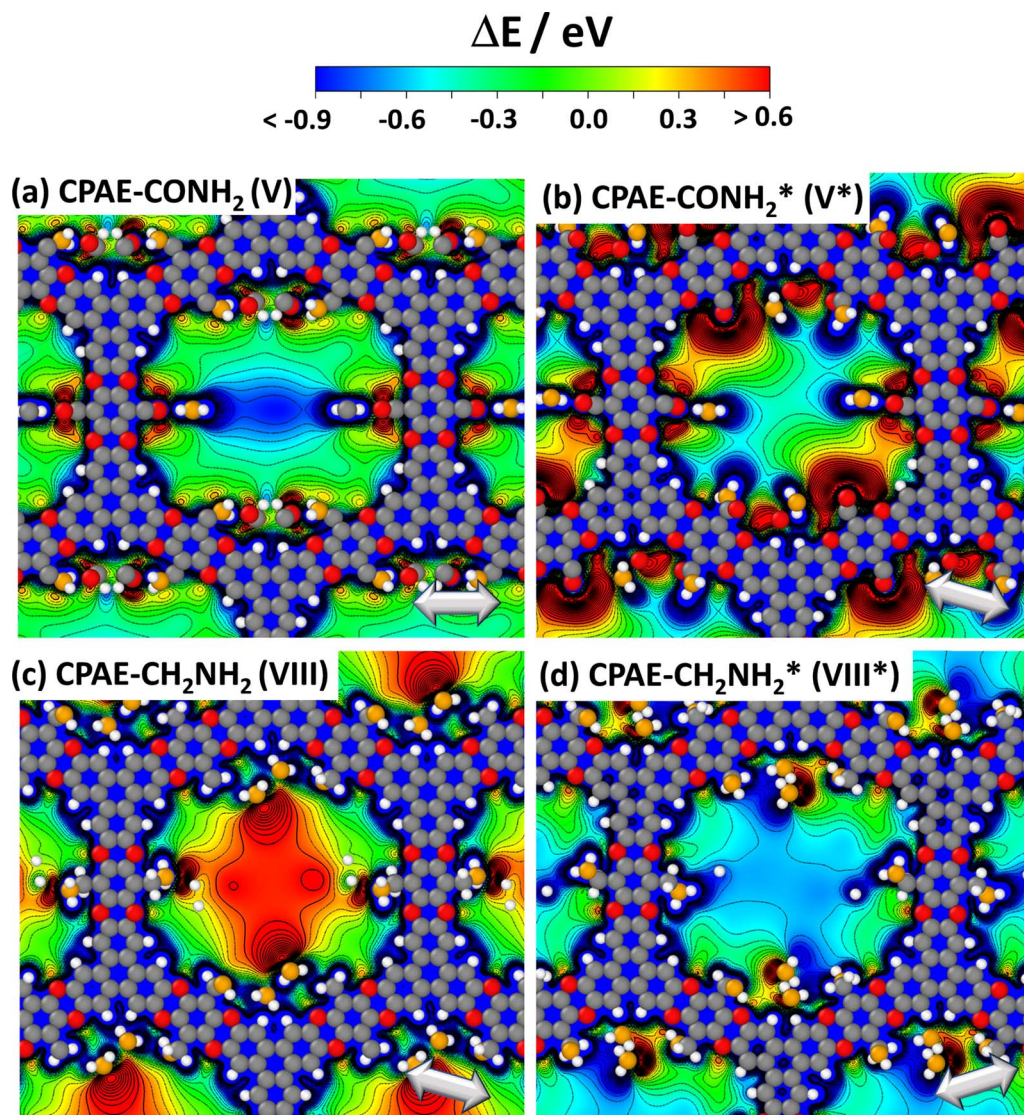 ΔE / eV
< -0.9 -0.6 -0.3 0.0 0.3 > 0.6
(a) CPAE-CONH₂ (V)
(b) CPAE-CONH₂* (V*)
(c) CPAE-CH₂NH₂ (VIII)
(d) CPAE-CH₂NH₂* (VIII*)